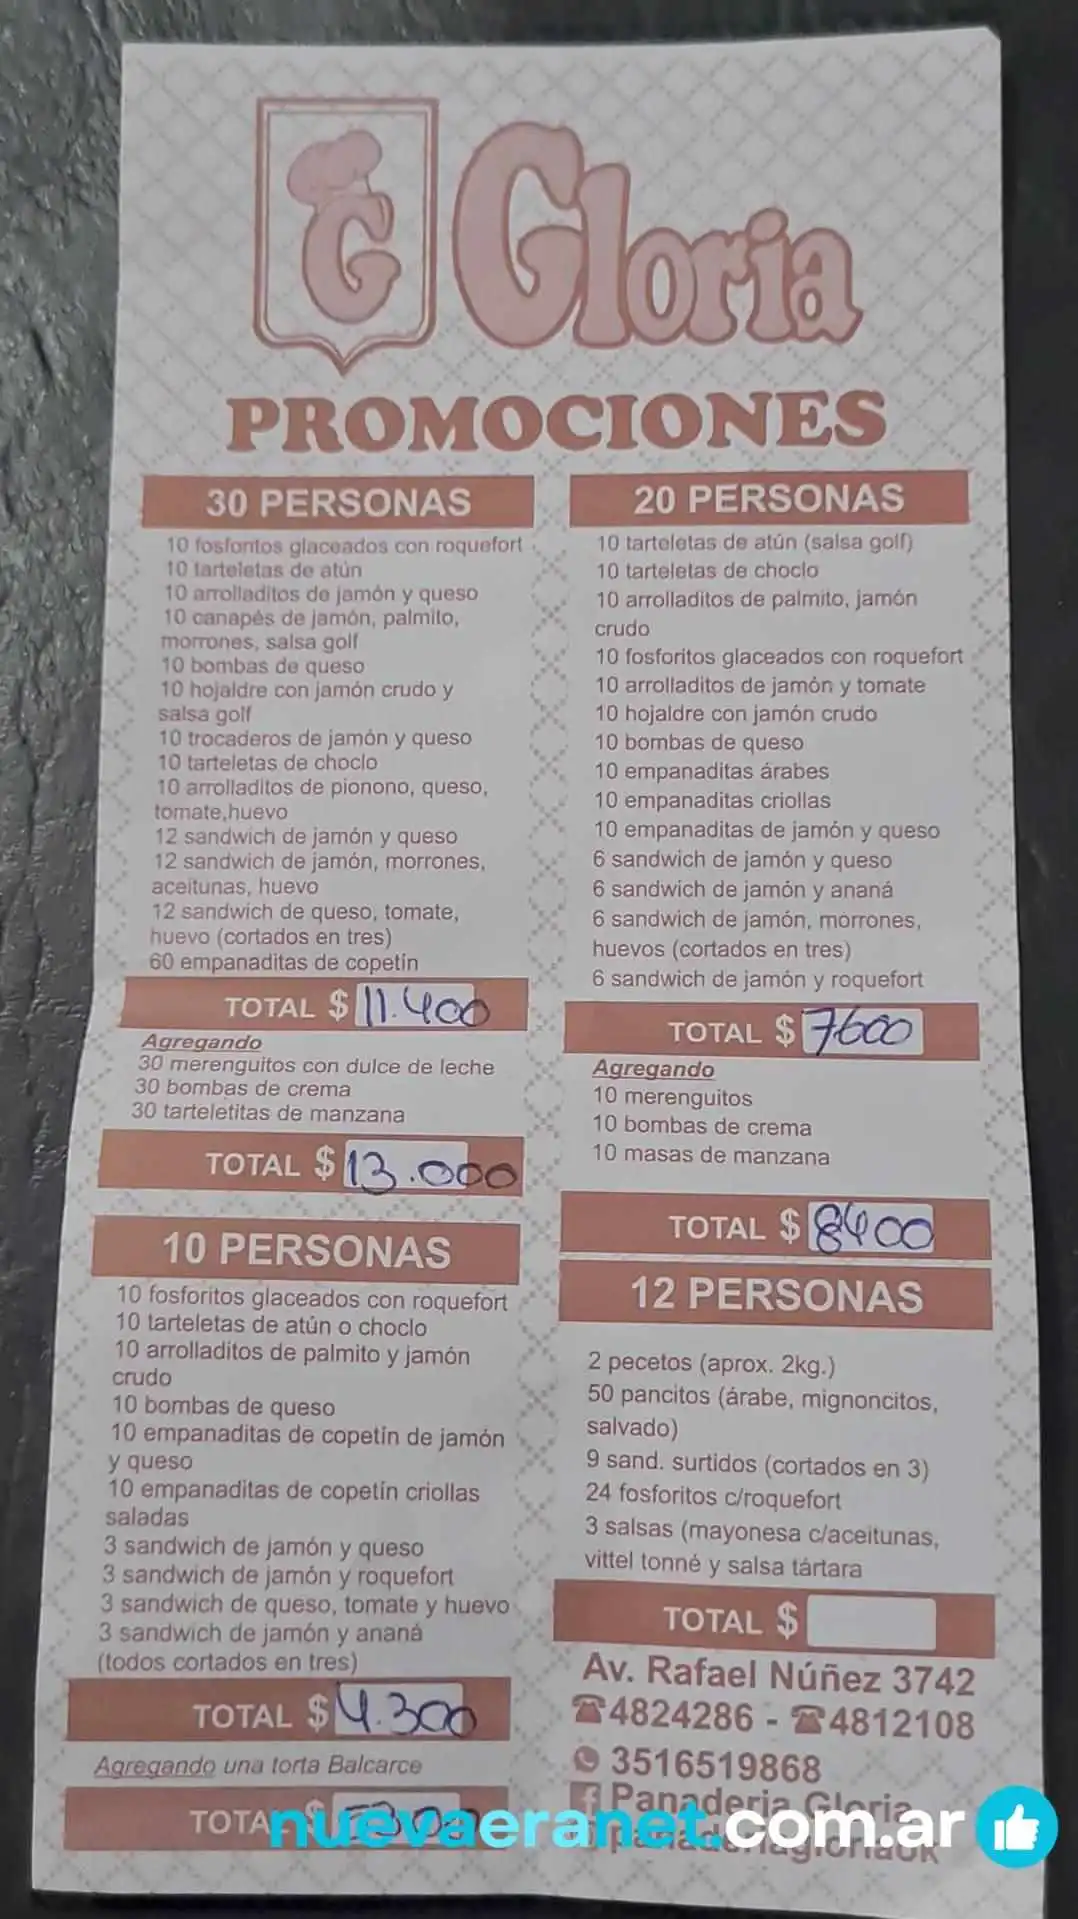 G Gloria
PROMOCIONES
30 PERSONAS
10 fosforitos glaceados con roquefort
10 tarteletas de atún
10 arrolladitos de jamón y queso
10 canapés de jamón, palmito,
morrones, salsa golf
10 bombas de queso
10 hojaldre con jamón crudo y
salsa golf
10 trocaderos de jamón y queso
10 tarteletas de choclo
10 arrolladitos de pionono, queso,
tomate,huevo
12 sandwich de jamón y queso
12 sandwich de jamón, morrones,
aceitunas, huevo
12 sandwich de queso, tomate,
huevo (cortados en tres)
60 empanaditas de copetín
TOTAL $ 11.400
Agregando
30 merenguitos con dulce de leche
30 bombas de crema
30 tarteletitas de manzana
TOTAL $ 13.000
10 PERSONAS
10 fosforitos glaceados con roquefort
10 tarteletas de atún o choclo
10 arrolladitos de palmito y jamón
crudo
10 bombas de queso
10 empanaditas de copetín de jamón
y queso
10 empanaditas de copetín criollas
saladas
3 sandwich de jamón y queso
3 sandwich de jamón y roquefort
3 sandwich de queso, tomate y huevo
3 sandwich de jamón y ananá
(todos cortados en tres)
TOTAL $ 4.300
Agregando una torta Balcarce
TOTAL $
20 PERSONAS
10 tarteletas de atún (salsa golf)
10 tarteletas de choclo
10 arrolladitos de palmito, jamón
crudo
10 fosforitos glaceados con roquefort
10 arrolladitos de jamón y tomate
10 hojaldre con jamón crudo
10 bombas de queso
10 empanaditas árabes
10 empanaditas criollas
10 empanaditas de jamón y queso
6 sandwich de jamón y queso
6 sandwich de jamón y ananá
6 sandwich de jamón, morrones,
huevos (cortados en tres)
6 sandwich de jamón y roquefort
TOTAL $ 7600
Agregando
10 merenguitos
10 bombas de crema
10 masas de manzana
TOTAL $ 8400
12 PERSONAS
2 pecetos (aprox. 2kg.)
50 pancitos (árabe, mignoncitos,
salvado)
9 sand. surtidos (cortados en 3)
24 fosforitos c/roquefort
3 salsas (mayonesa c/aceitunas,
vittel tonné y salsa tártara
TOTAL $
Av. Rafael Núñez 3742
4824286 - 4812108
3516519868
Panaderia Gloria
panaderiagloriaok
nuevaeranet.com.ar